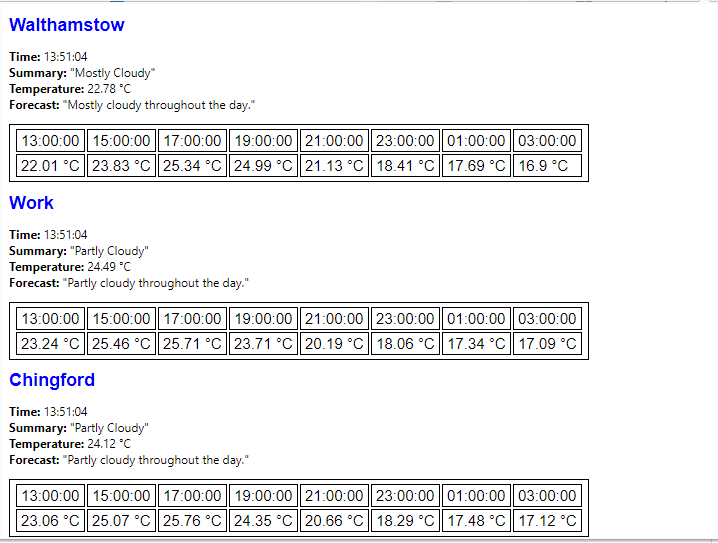 Walthamstow
Time: 13:51:04
Summary: "Mostly Cloudy"
Temperature: 22.78 °C
Forecast: "Mostly cloudy throughout the day."
13:00:00 15:00:00 17:00:00 19:00:00 21:00:00 23:00:00 01:00:00 03:00:00
22.01 °C 23.83 °C 25.34 °C 24.99 °C 21.13 °C 18.41 °C 17.69 °C 16.9 °C
Work
Time: 13:51:04
Summary: "Partly Cloudy"
Temperature: 24.49 °C
Forecast: "Partly cloudy throughout the day."
13:00:00 15:00:00 17:00:00 19:00:00 21:00:00 23:00:00 01:00:00 03:00:00
23.24 °C 25.46 °C 25.71 °C 23.71 °C 20.19 °C 18.06 °C 17.34 °C 17.09 °C
Chingford
Time: 13:51:04
Summary: "Partly Cloudy"
Temperature: 24.12 °C
Forecast: "Partly cloudy throughout the day."
13:00:00 15:00:00 17:00:00 19:00:00 21:00:00 23:00:00 01:00:00 03:00:00
23.06 °C 25.07 °C 25.76 °C 24.35 °C 20.66 °C 18.29 °C 17.48 °C 17.12 °C